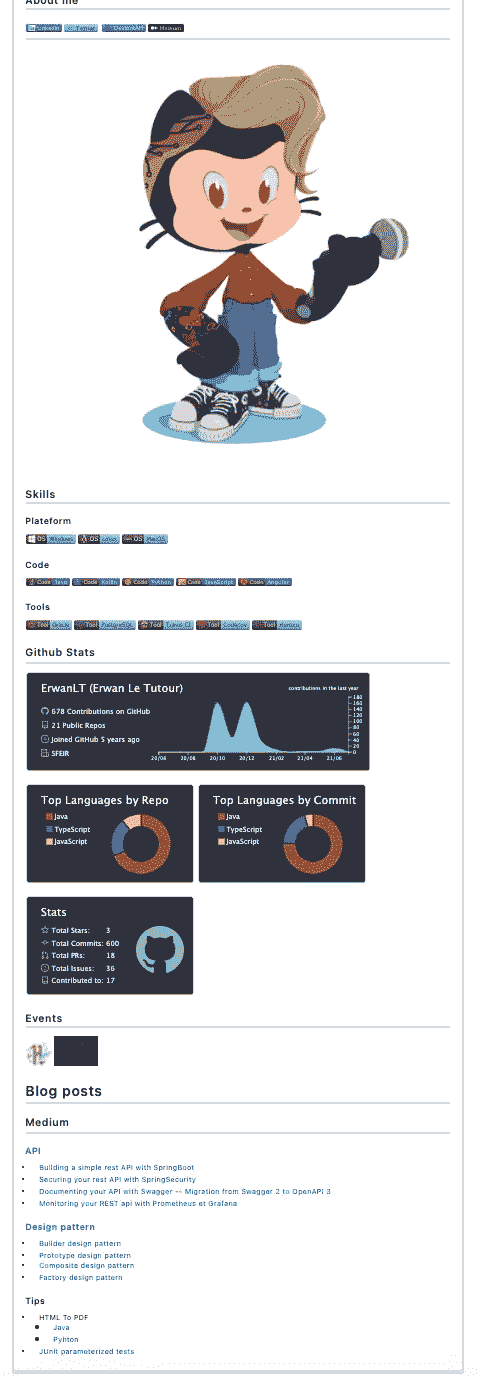 About me
LinkedIn Twitter Medium
Skills
Plateform
OS Windows OS Linux OS MacOS
Code
Code Java Code Kotlin Code Python Code JavaScript Code Angular
Tools
Tool Tool PostgreSQL Tool Travis CI Tool Codecov Tool Heroku
Github Stats
ErwanLT (Erwan Le Tutour)
contributions in the last year
678 Contributions on GitHub
21 Public Repos
Joined GitHub 5 years ago
SFEIR
180
160
140
120
100
80
60
40
20
0
20/08 20/08 20/10 20/12 21/02 21/04 21/06
Top Languages by Repo
Java
TypeScript
JavaScript
Top Languages by Commit
Java
TypeScript
JavaScript
Stats
Total Stars: 3
Total Commits: 600
Total PRs: 18
Total Issues: 36
Contributed to: 17
Events
Blog posts
Medium
API
Building a simple rest API with SpringBoot
Securing your rest API with SpringSecurity
Documenting your API with Swagger -- Migration from Swagger 2 to OpenAPI 3
Monitoring your REST api with Prometheus et Grafana
Design pattern
Builder design pattern
Prototype design pattern
Composite design pattern
Factory design pattern
Tips
HTML To PDF
Java
Pyhton
JUnit parameterized tests